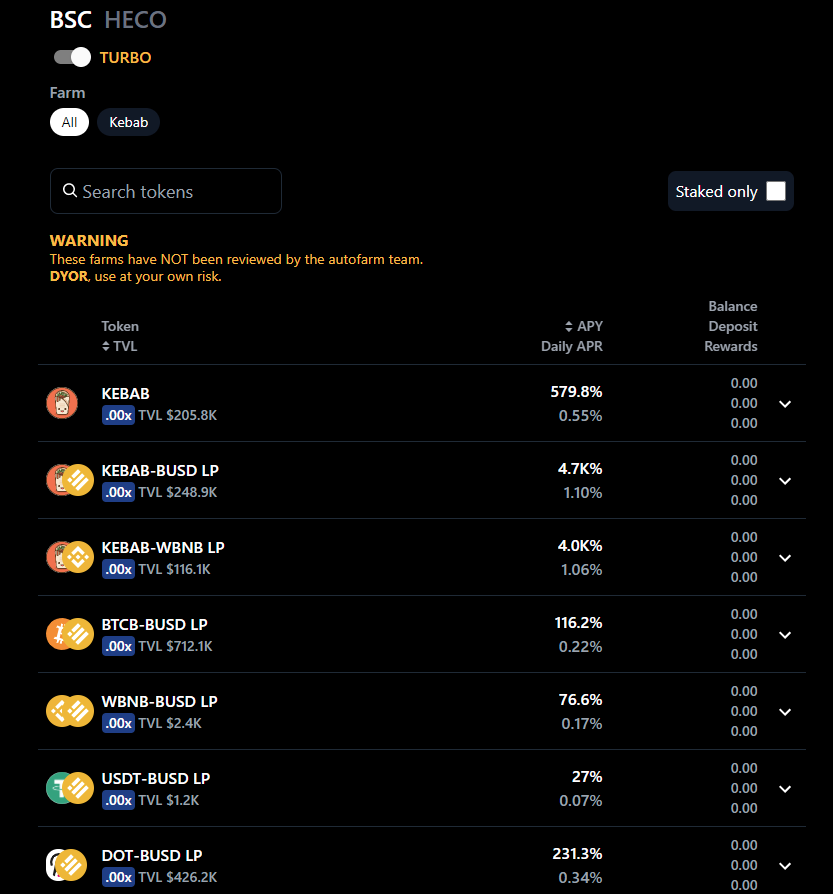 BSC HECO
TURBO
Farm
All Kebab
Search tokens
Staked only
WARNING
These farms have NOT been reviewed by the autofarm team.
DYOR, use at your own risk.
Balance
Token APY Deposit
TVL Daily APR Rewards
KEBAB 579.8% 0.00
.00x TVL $205.8K 0.55% 0.00
0.00
KEBAB-BUSD LP 4.7K% 0.00
.00x TVL $248.9K 1.10% 0.00
0.00
KEBAB-WBNB LP 4.0K% 0.00
.00x TVL $116.1K 1.06% 0.00
0.00
BTCB-BUSD LP 116.2% 0.00
.00x TVL $712.1K 0.22% 0.00
0.00
WBNB-BUSD LP 76.6% 0.00
.00x TVL $2.4K 0.17% 0.00
0.00
USDT-BUSD LP 27% 0.00
.00x TVL $1.2K 0.07% 0.00
0.00
DOT-BUSD LP 231.3% 0.00
.00x TVL $426.2K 0.34% 0.00
0.00